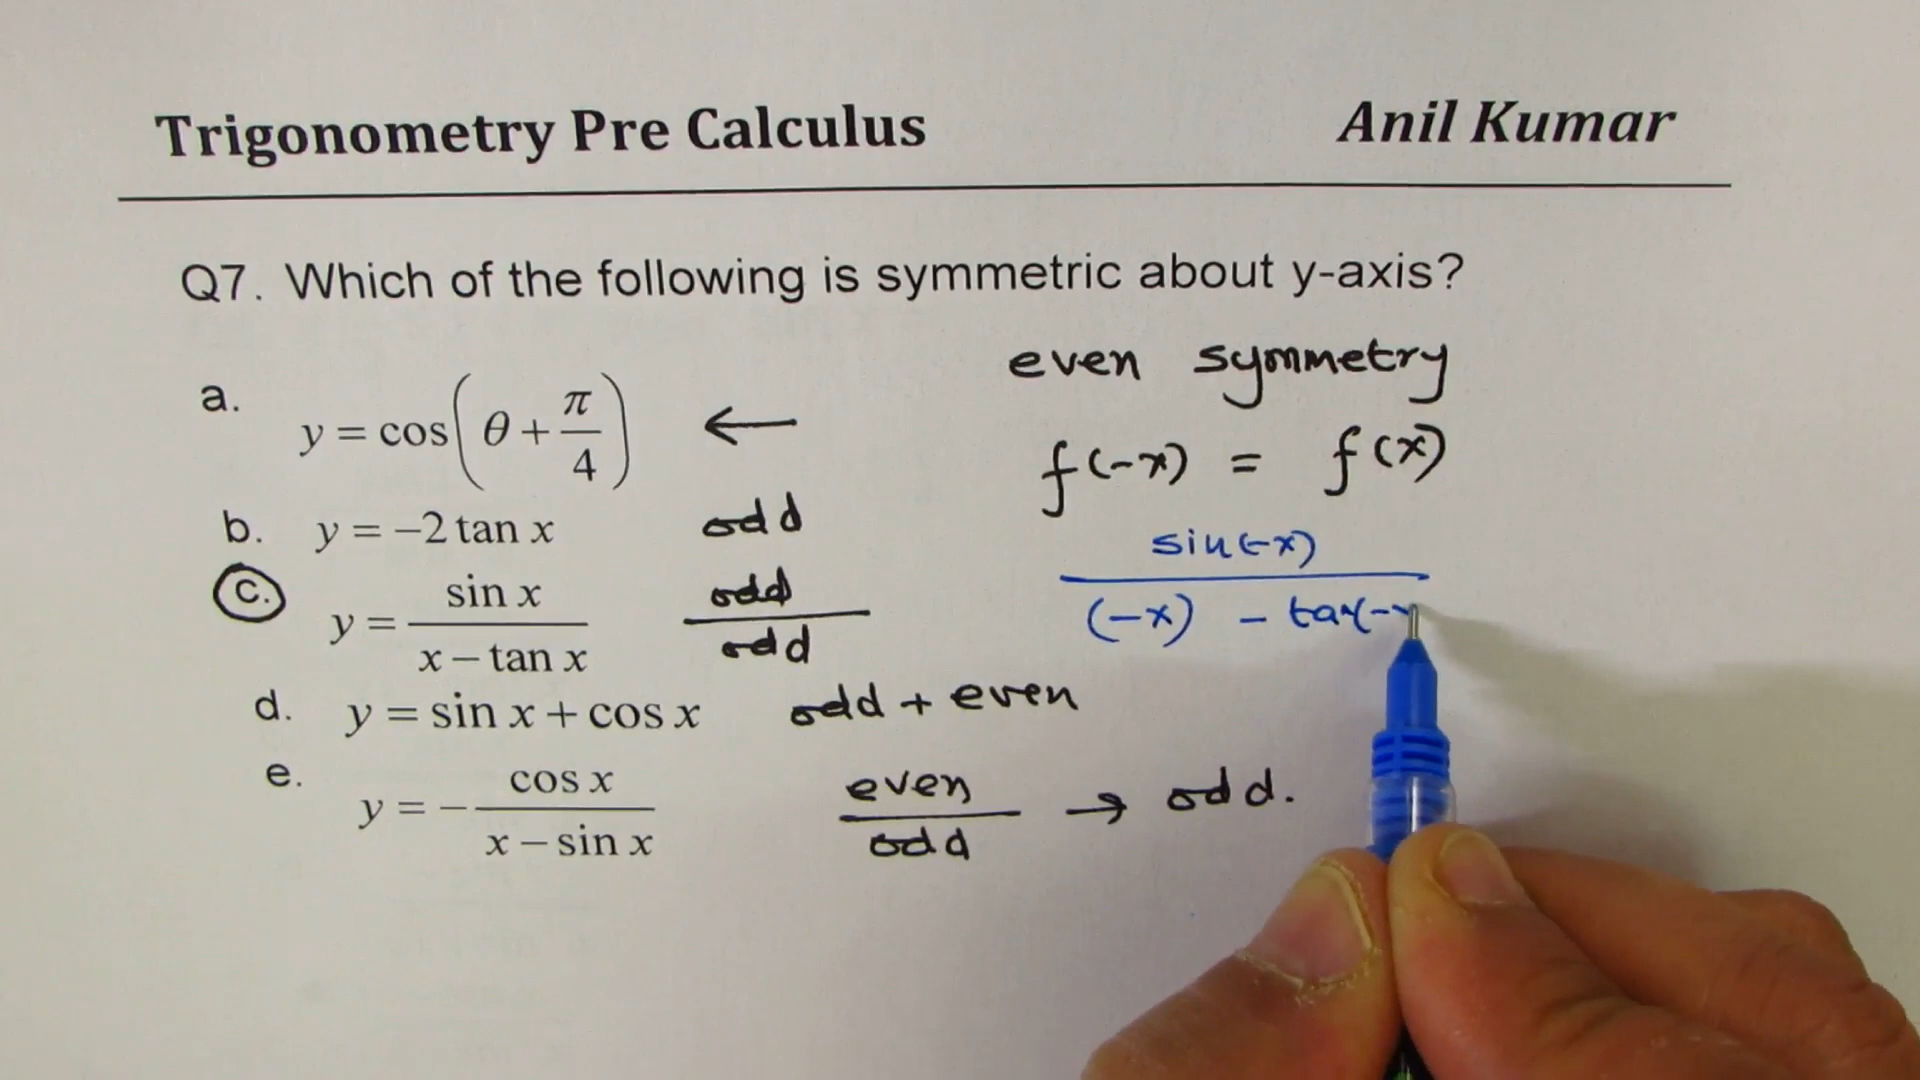 Trigonometry Pre Calculus Anil Kumar
Q7. Which of the following is symmetric about y-axis?
even symmetry
a. y = cos(θ + π/4) ←
f(-x) = f(x)
b. y = −2 tan x odd
sin(-x)
(-x) - tan(-x
c. y = sin x / x − tan x odd / odd
d. y = sin x + cos x odd + even
e. y = − cos x / x − sin x even / odd → odd.